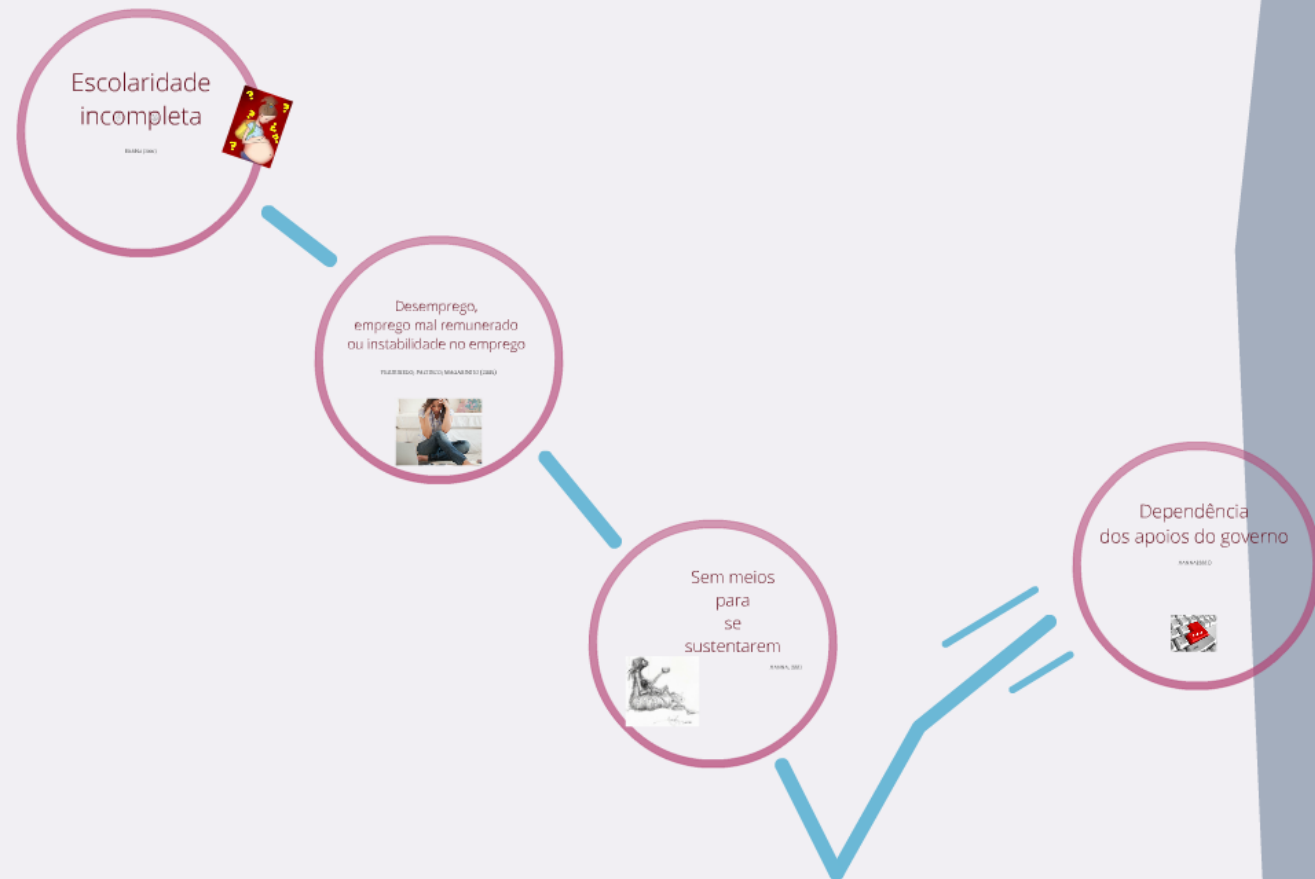 Escolaridade
incompleta
Desemprego,
emprego mal remunerado
ou instabilidade no emprego
Sem meios
para
se
sustentarem
Dependência
dos apoios do governo
? ? ? ? ? ?